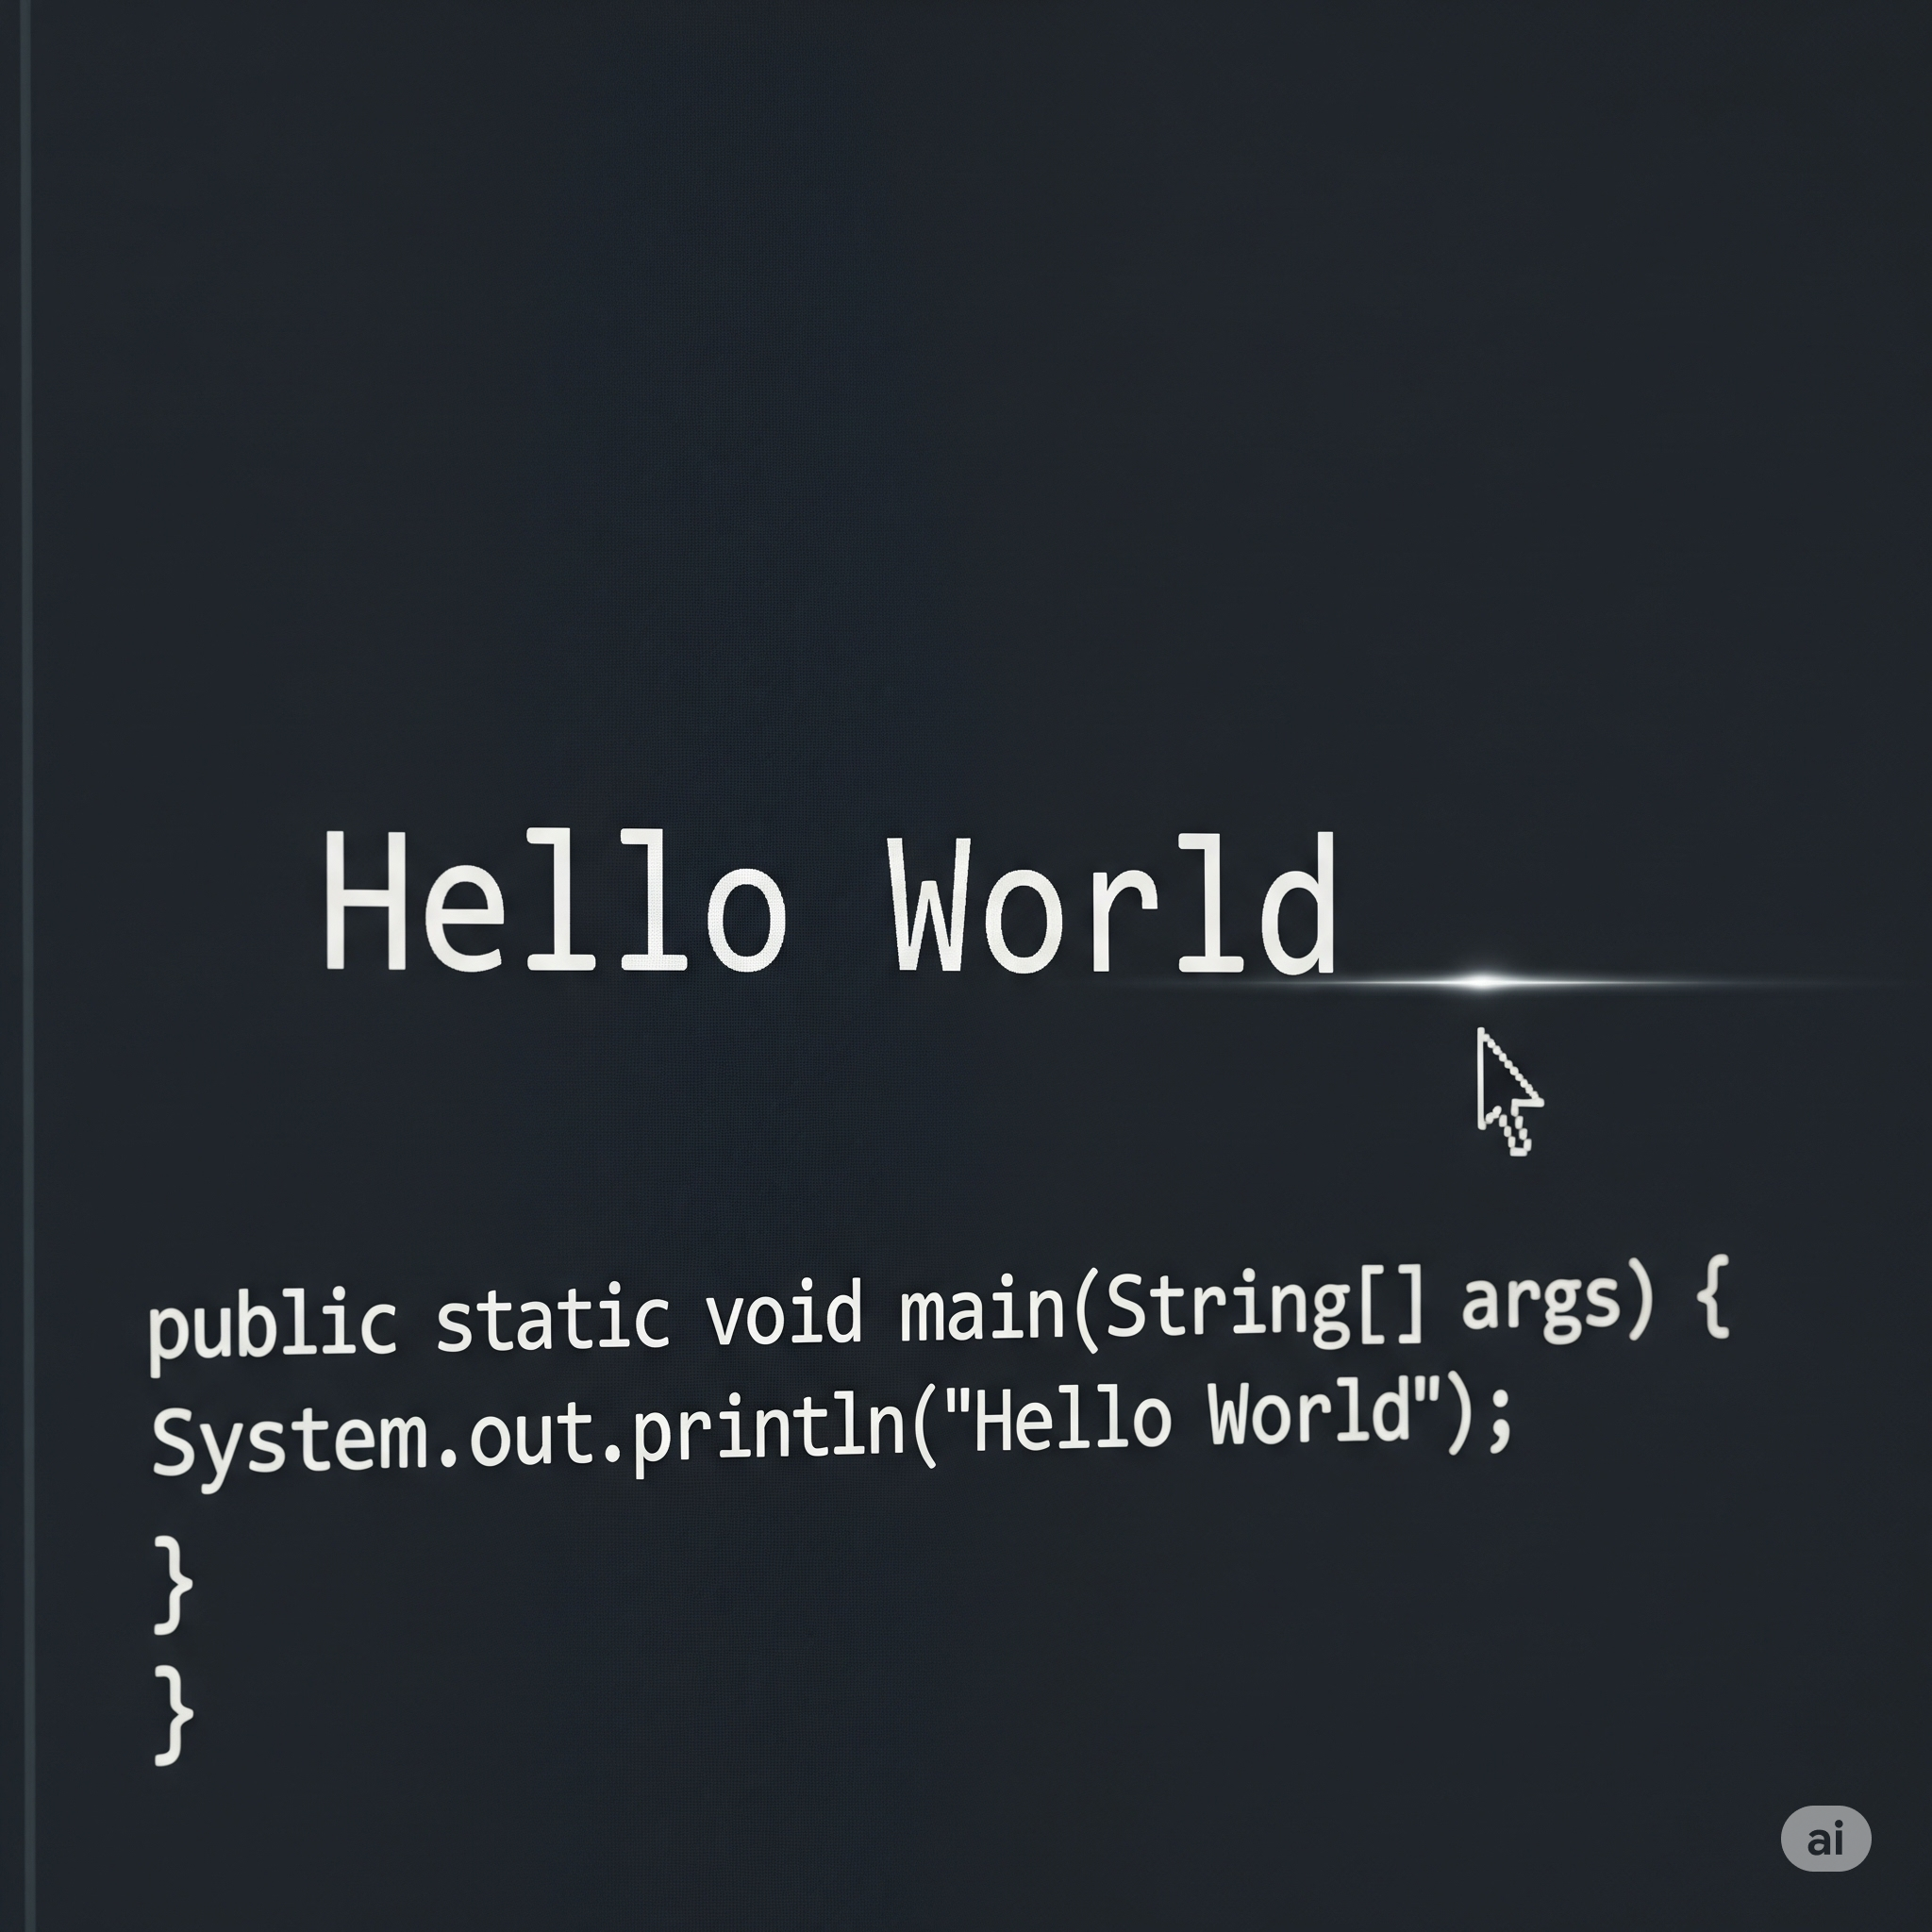 Hello World
public static void main(String[] args) {
System.out.println("Hello World");
}
}
ai